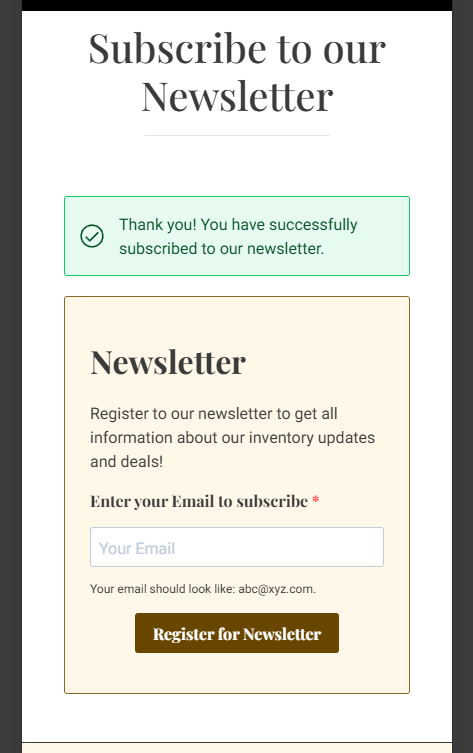 Subscribe to our
Newsletter
Thank you! You have successfully
subscribed to our newsletter.
Newsletter
Register to our newsletter to get all
information about our inventory updates
and deals!
Enter your Email to subscribe *
Your Email
Your email should look like: abc@xyz.com.
Register for Newsletter